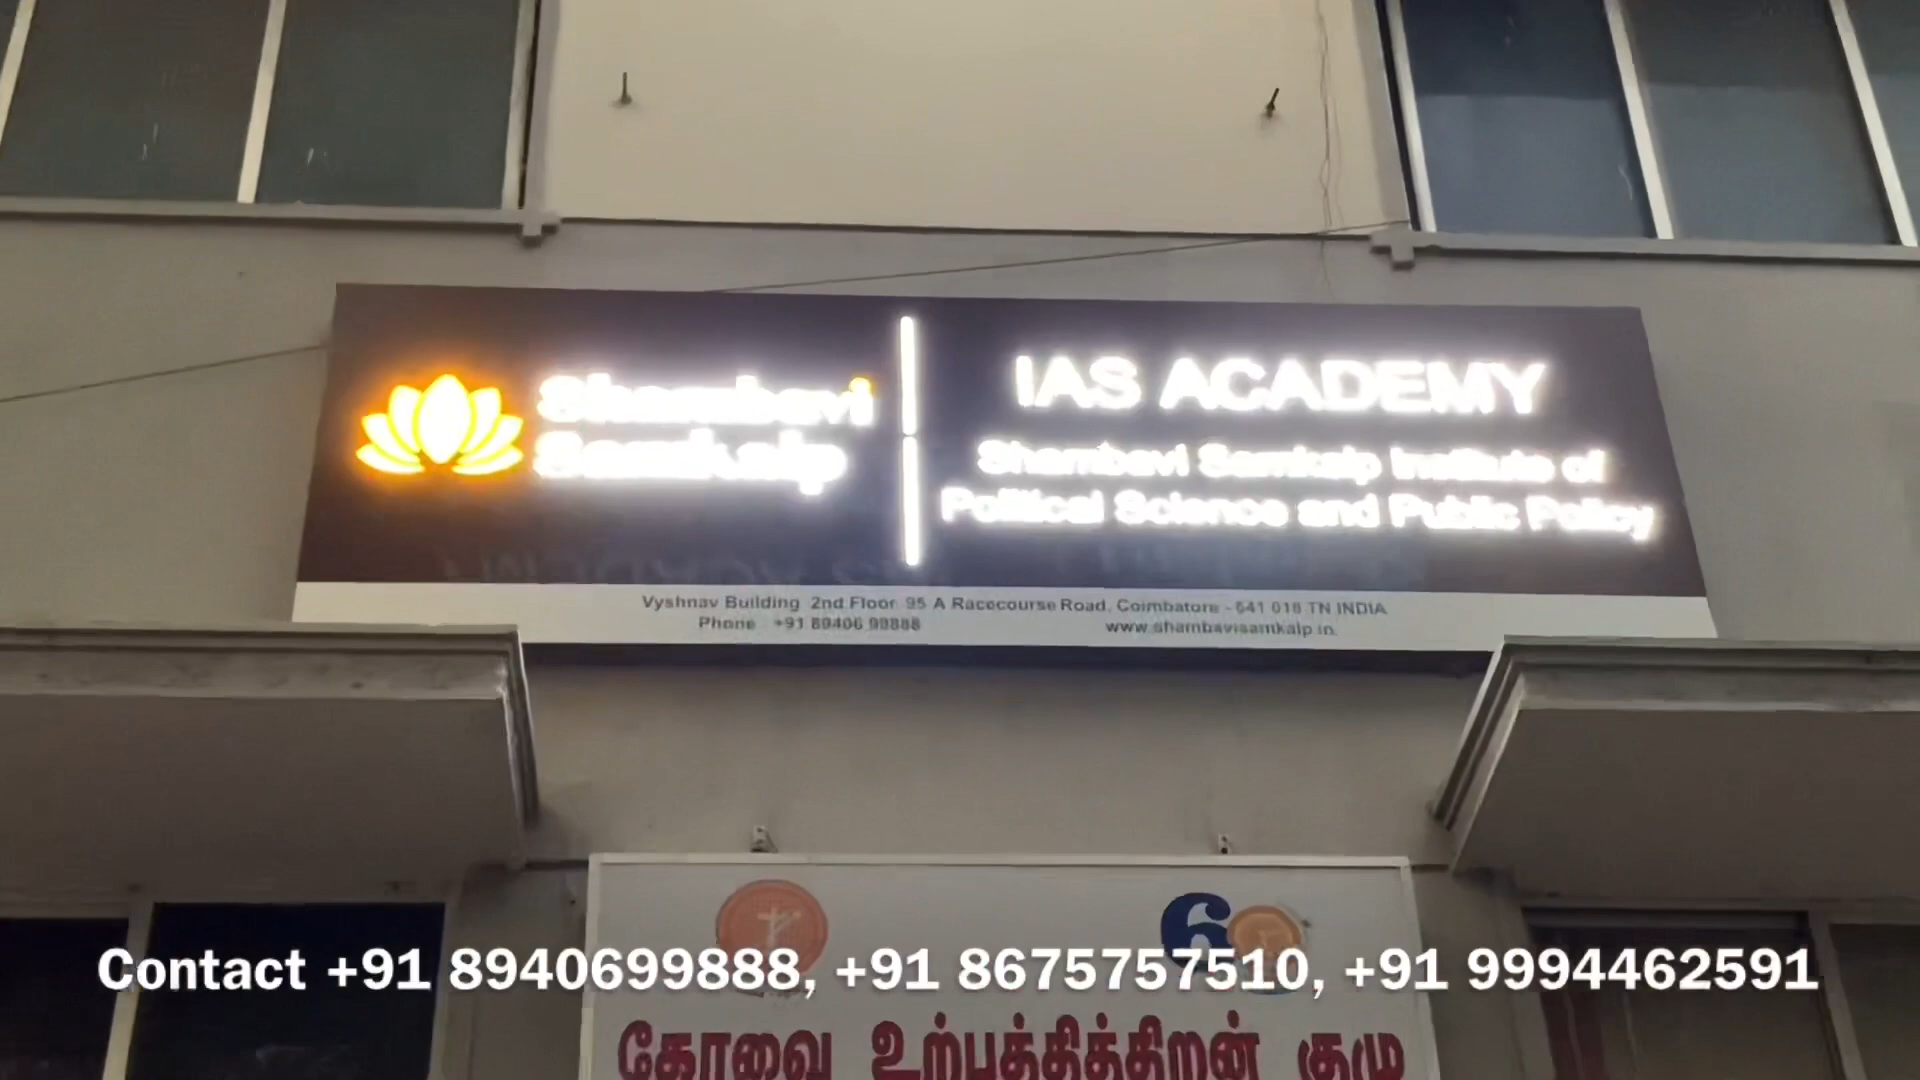 Shambavi
Samkalp
IAS ACADEMY
Shambavi Samkalp Institute of
Political Science and Public Policy
Vyshnav Building 2nd Floor 95 A Racecourse Road, Coimbatore - 641 018 TN INDIA
Phone +91 89406 99888
www.shambavisamkalp.in
6
Contact +91 8940699888, +91 8675757510, +91 9994462591
கோவை உற்பத்தித்திறன் குழு